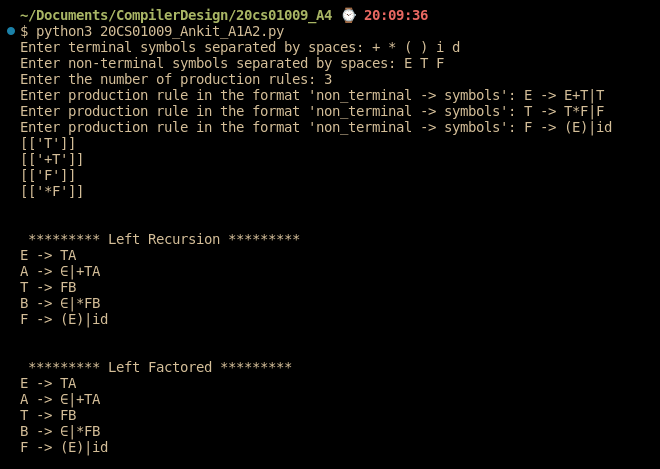 ~/Documents/CompilerDesign/20cs01009_A4 ⌚ 20:09:36
$ python3 20CS01009_Ankit_A1A2.py
Enter terminal symbols separated by spaces: + * ( ) i d
Enter non-terminal symbols separated by spaces: E T F
Enter the number of production rules: 3
Enter production rule in the format 'non_terminal -> symbols': E -> E+T|T
Enter production rule in the format 'non_terminal -> symbols': T -> T*F|F
Enter production rule in the format 'non_terminal -> symbols': F -> (E)|id
[['T']]
[['+T']]
[['F']]
[['*F']]
********* Left Recursion *********
E -> TA
A -> ∈|+TA
T -> FB
B -> ∈|*FB
F -> (E)|id
********* Left Factored *********
E -> TA
A -> ∈|+TA
T -> FB
B -> ∈|*FB
F -> (E)|id